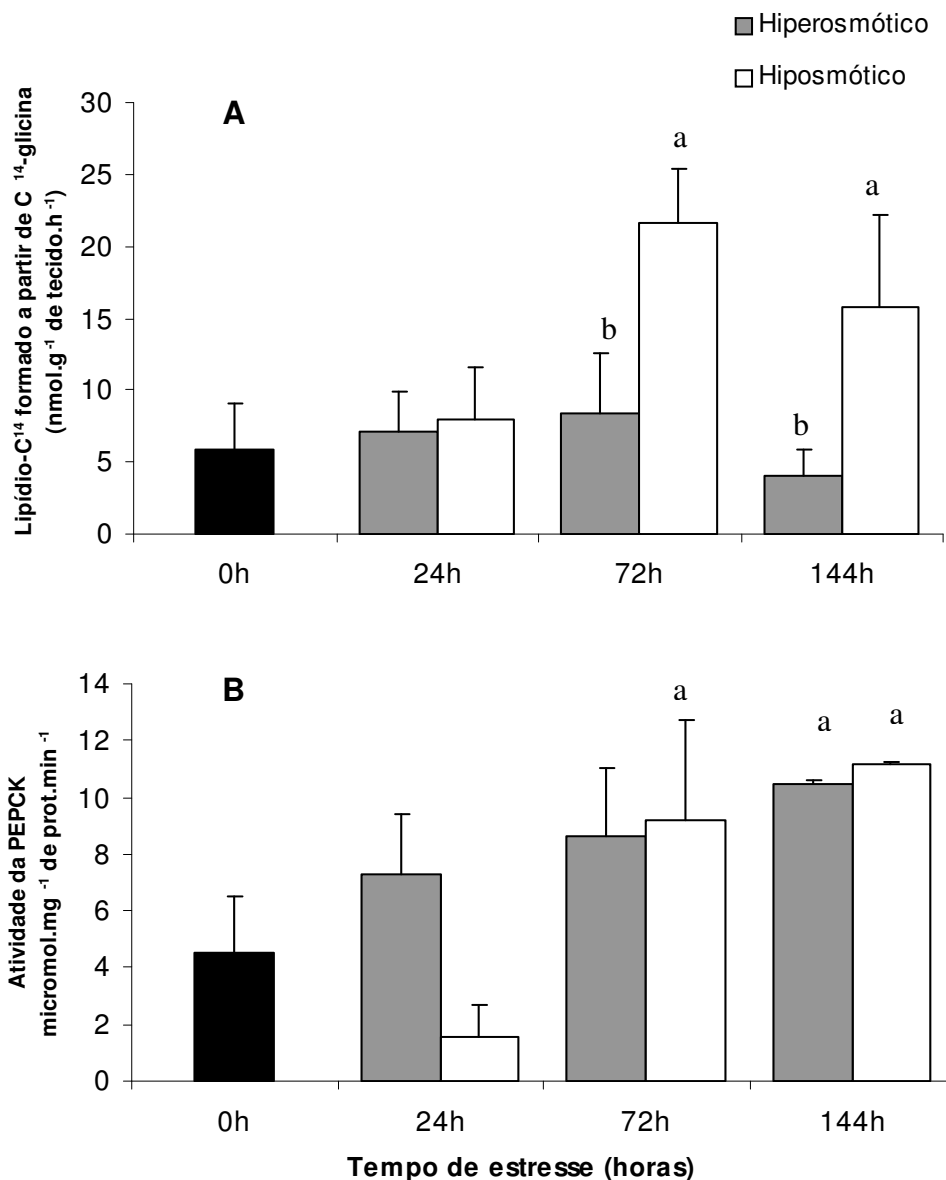 Hiperosmótico
Hiposmótico
A
Lipídio-C¹⁴ formado a partir de C ¹⁴-glicina
(nmol.g⁻¹ de tecido.h⁻¹)
30
25
20
15
10
5
0
a
a
b
b
0h 24h 72h 144h
B
Atividade da PEPCK
micromol.mg⁻¹ de prot.min⁻¹
14
12
10
8
6
4
2
0
a
a a
0h 24h 72h 144h
Tempo de estresse (horas)